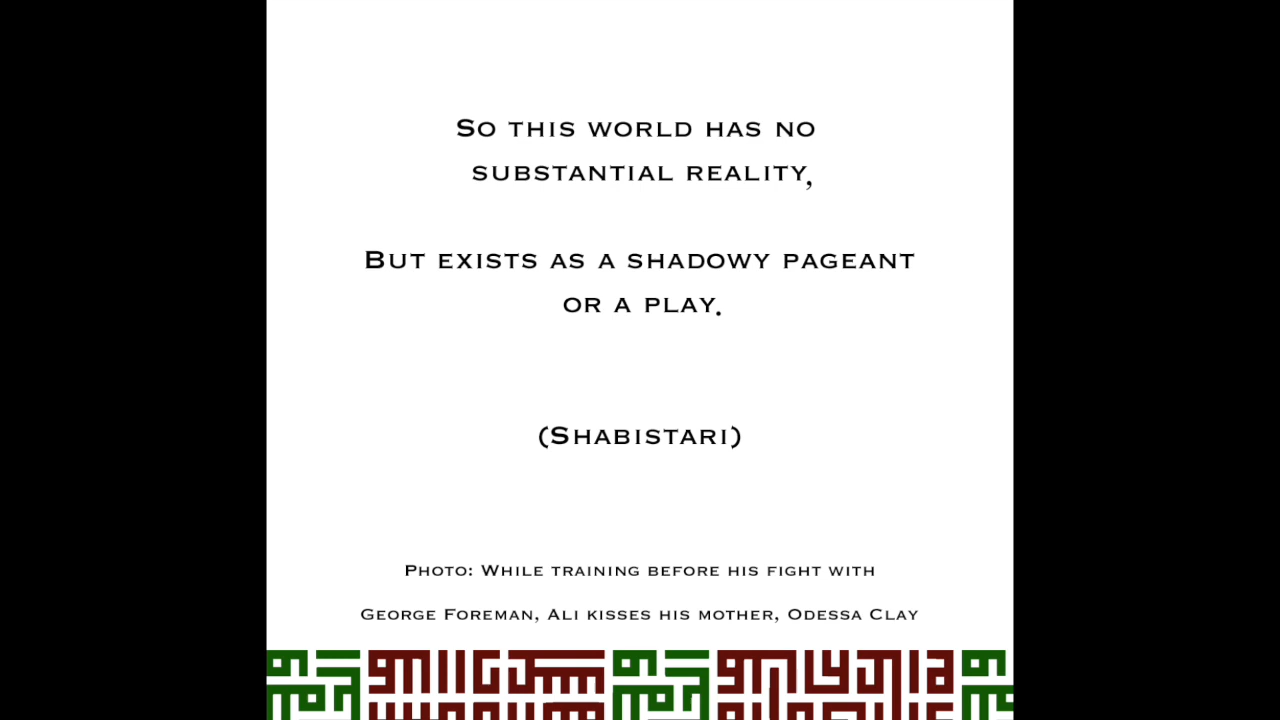 So this world has no
substantial reality,
But exists as a shadowy pageant
or a play.
(Shabistari)
Photo: While training before his fight with
George Foreman, Ali kisses his mother, Odessa Clay